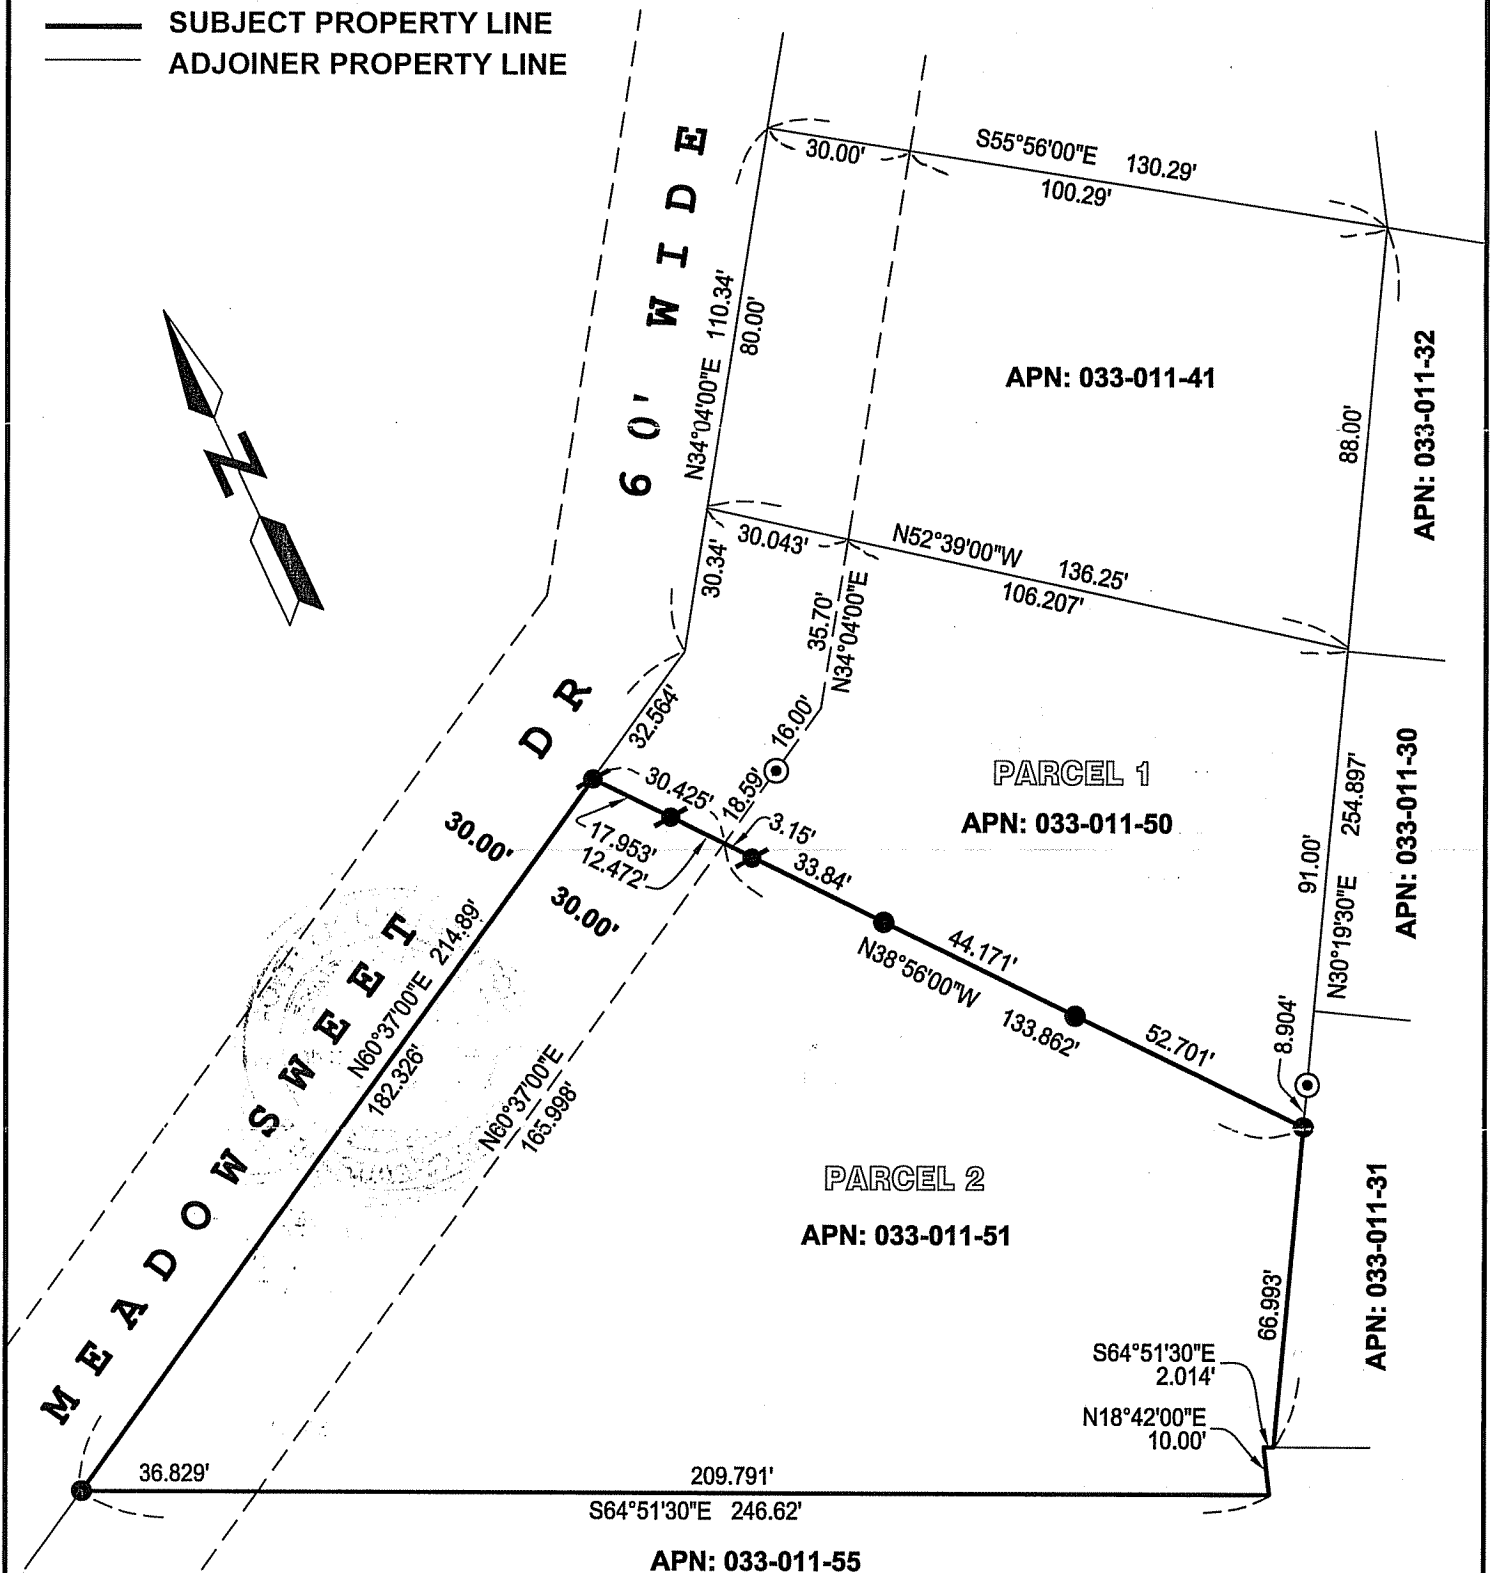 SUBJECT PROPERTY LINE
ADJOINER PROPERTY LINE
60' WIDE
30.00'
S55°56'00"E 130.29'
100.29'
N34°04'00"E 110.34'
80.00'
APN: 033-011-41
88.00'
APN: 033-011-32
N
30.34'
30.043'
N52°39'00"W 136.25'
106.207'
35.70'
N34°04'00"E
32.564'
16.00'
18.59'
MEADOWSWEET DR
30.00'
30.00'
30.425'
17.953'
12.472'
3.15'
33.84'
PARCEL 1
APN: 033-011-50
91.00'
N30°19'30"E 254.897'
APN: 033-011-30
44.171'
N38°56'00"W 133.862'
52.701'
8.904'
N60°37'00"E 214.89'
182.326'
N60°37'00"E
165.998'
PARCEL 2
APN: 033-011-51
66.993'
APN: 033-011-31
S64°51'30"E
2.014'
N18°42'00"E
10.00'
36.829'
209.791'
S64°51'30"E 246.62'
APN: 033-011-55